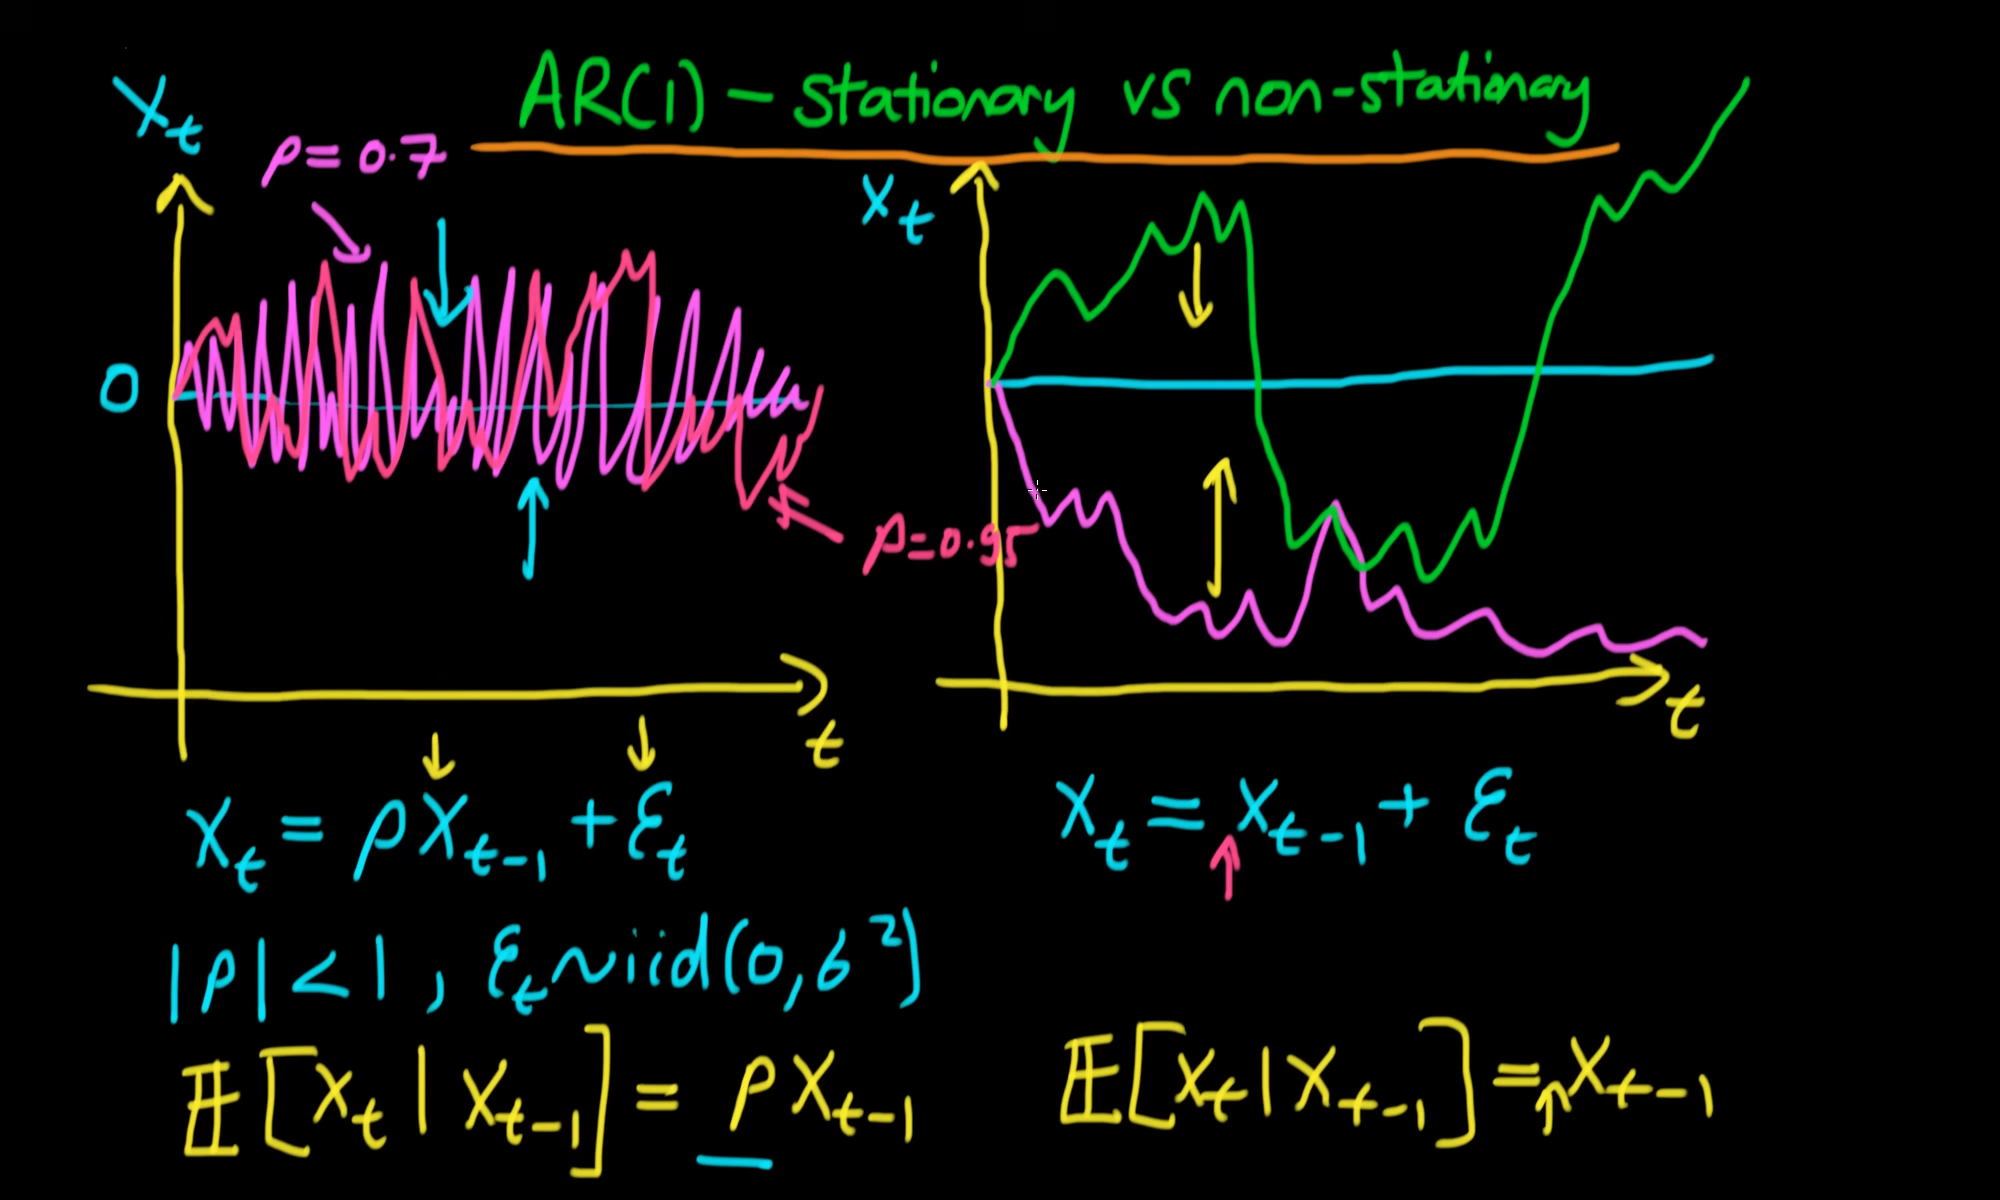 AR(1) - stationary vs non-stationary
Xt
ρ = 0.7
Xt
0
ρ = 0.95
t
t
Xt = ρXt-1 + εt
Xt = Xt-1 + εt
|ρ| < 1, εt ~ iid(0, σ²)
𝔼[Xt | Xt-1] = ρXt-1
𝔼[Xt | Xt-1] = Xt-1